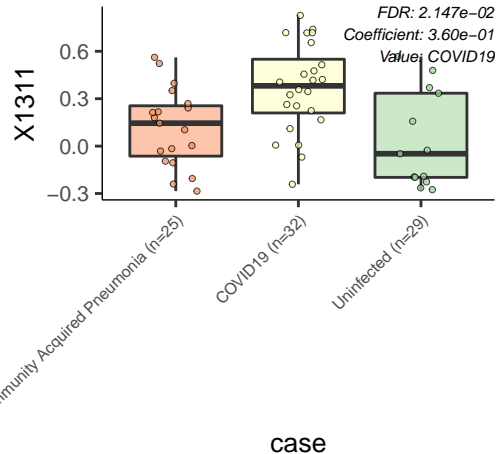 FDR: 2.147e-02
Coefficient: 3.60e-01
Value: COVID19
X1311
0.6
0.3
0.0
−0.3
Acquired Pneumonia (n=25)
COVID19 (n=32)
Uninfected (n=29)
case